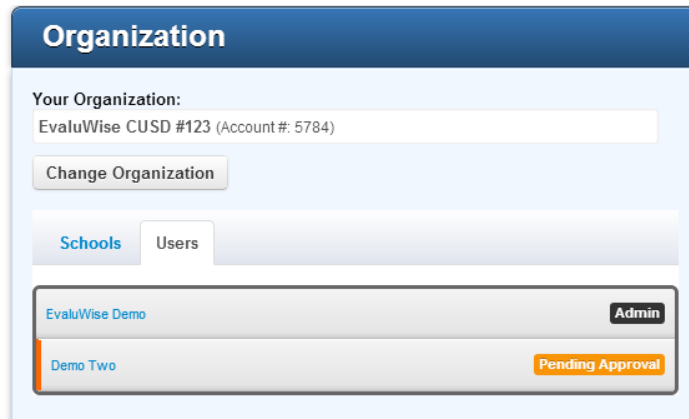 Organization
Your Organization:
EvaluWise CUSD #123 (Account #: 5784)
Change Organization
Schools Users
EvaluWise Demo Admin
Demo Two Pending Approval